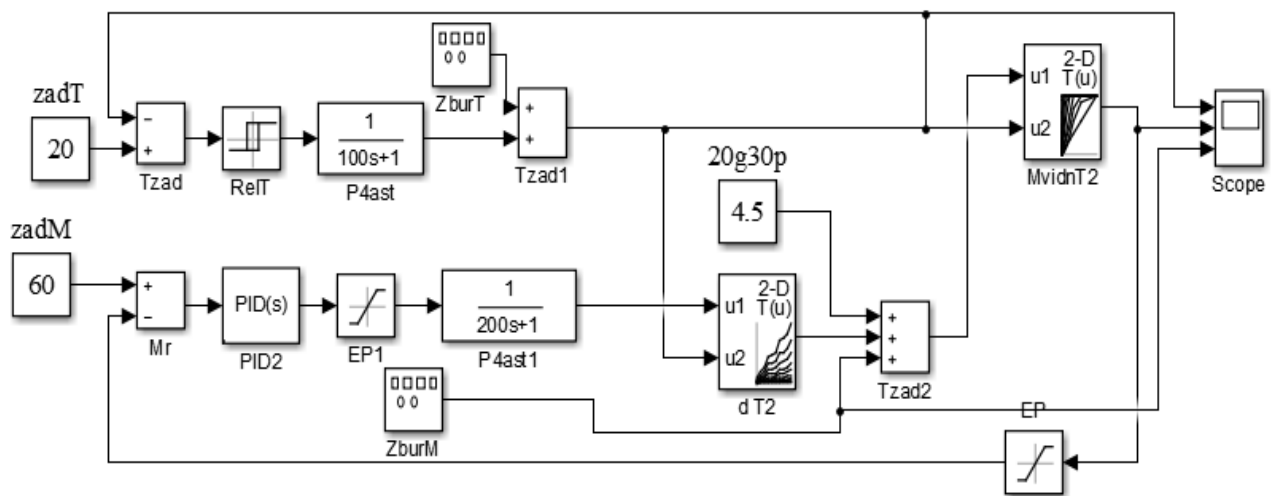 zadT
20
−
+
Tzad
RelT
1
100s+1
P4ast
ZburT
+
+
Tzad1
20g30p
4.5
2-D
T(u)
u1
u2
MvidnT2
Scope
zadM
60
+
−
Mr
PID(s)
PID2
EP1
1
200s+1
P4ast1
ZburM
2-D
T(u)
u1
u2
d T2
+
+
+
Tzad2
EP